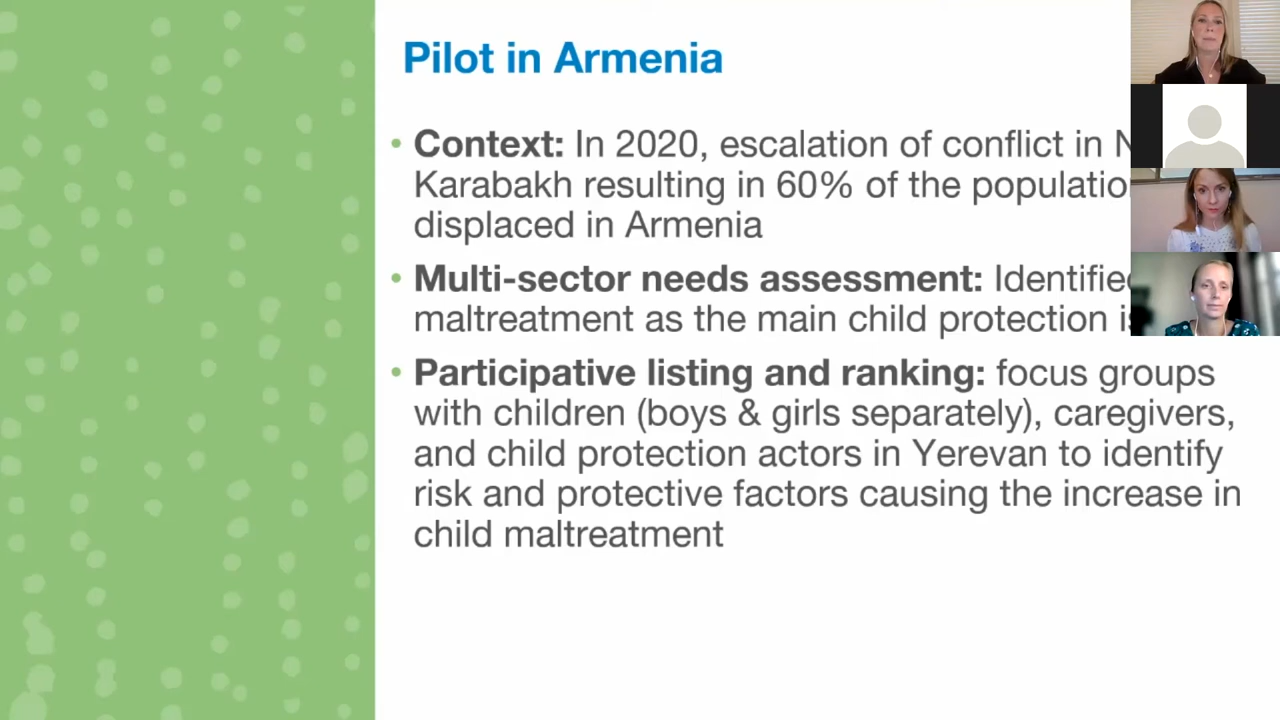 Pilot in Armenia
• Context: In 2020, escalation of conflict in
Karabakh resulting in 60% of the
displaced in Armenia
• Multi-sector needs assessment:
maltreatment as the main child protection
• Participative listing and ranking: focus groups
with children (boys & girls separately), caregivers,
and child protection actors in Yerevan to identify
risk and protective factors causing the increase in
child maltreatment